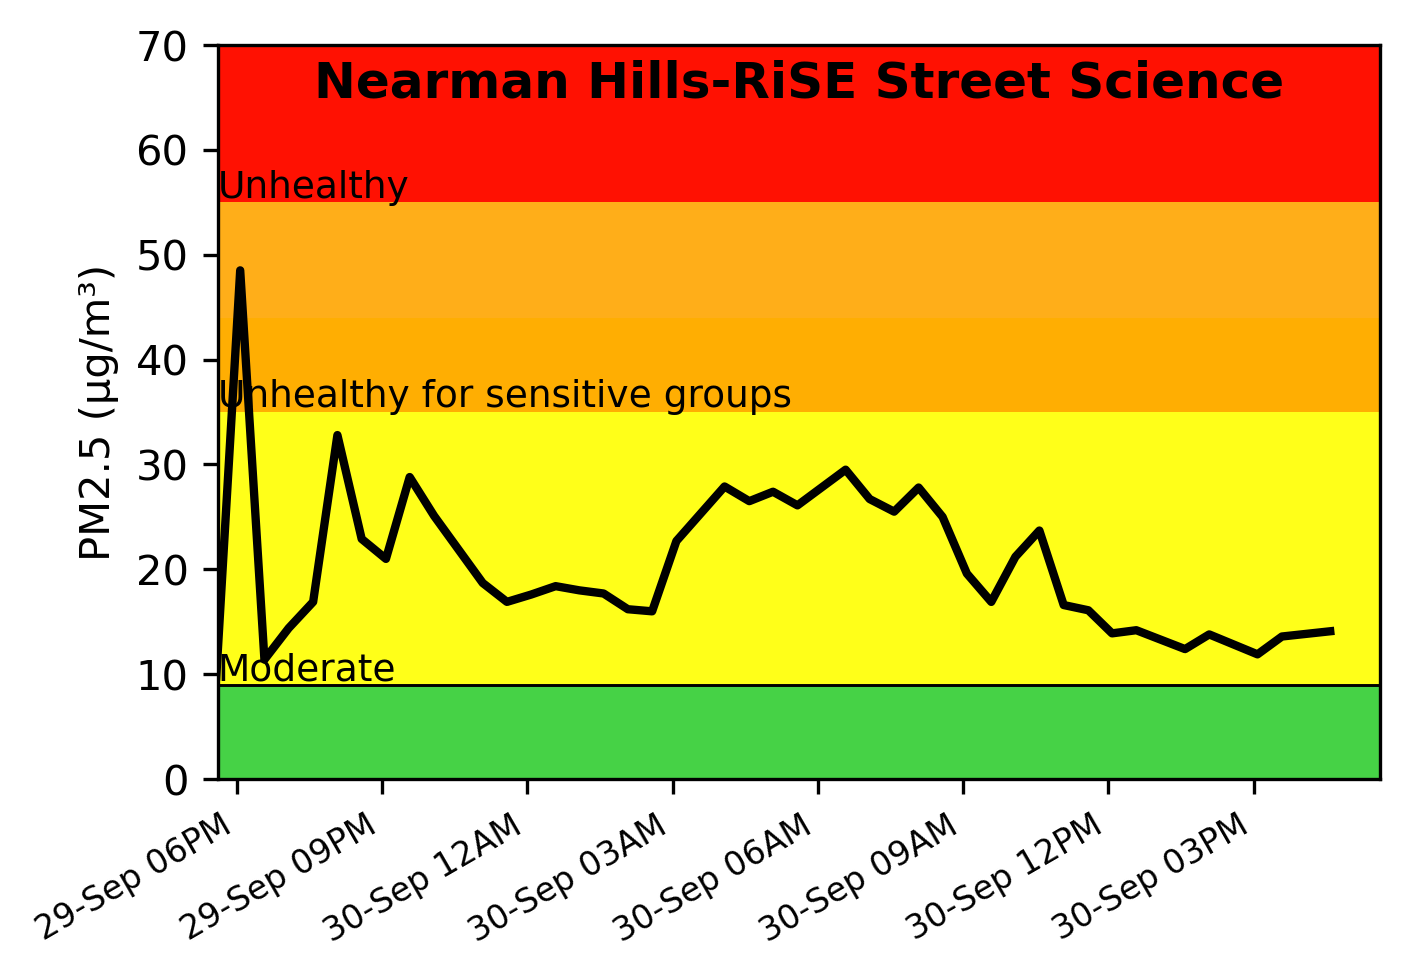 Nearman Hills-RiSE Street Science
PM2.5 (µg/m³)
70
60
Unhealthy
50
40
Unhealthy for sensitive groups
30
20
10
Moderate
0
29-Sep 06PM
29-Sep 09PM
30-Sep 12AM
30-Sep 03AM
30-Sep 06AM
30-Sep 09AM
30-Sep 12PM
30-Sep 03PM